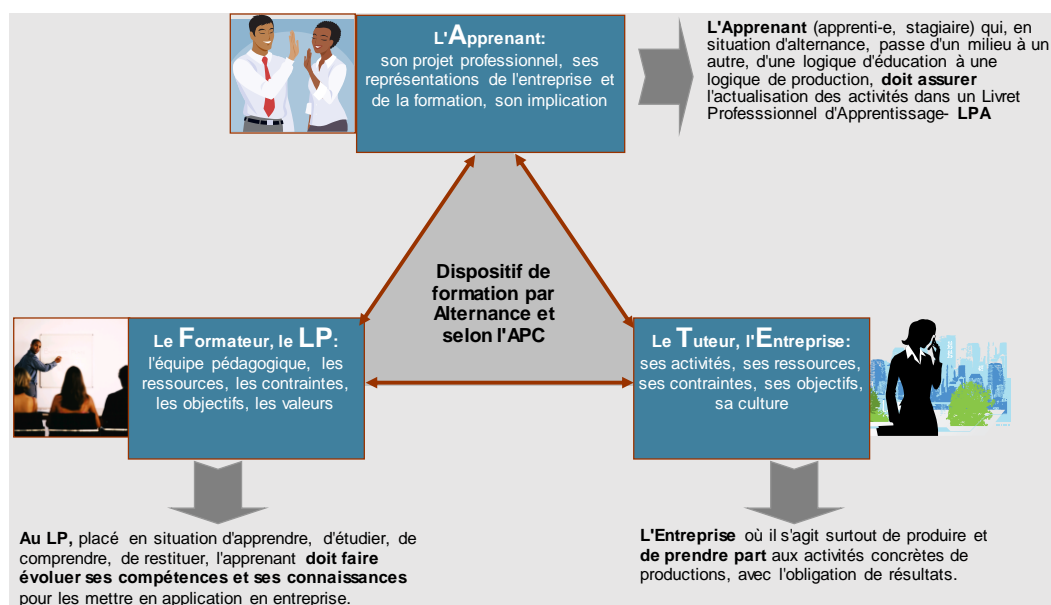 L'Apprenant:
son projet professionnel, ses
représentations de l'entreprise et
de la formation, son implication
L'Apprenant (apprenti-e, stagiaire) qui, en
situation d'alternance, passe d'un milieu à un
autre, d'une logique d'éducation à une
logique de production, doit assurer
l'actualisation des activités dans un Livret
Professsionnel d'Apprentissage- LPA
Dispositif de
formation par
Alternance et
selon l'APC
Le Formateur, le LP:
l'équipe pédagogique, les
ressources, les contraintes,
les objectifs, les valeurs
Le Tuteur, l'Entreprise:
ses activités, ses ressources,
ses contraintes, ses objectifs,
sa culture
Au LP, placé en situation d'apprendre, d'étudier, de
comprendre, de restituer, l'apprenant doit faire
évoluer ses compétences et ses connaissances
pour les mettre en application en entreprise.
L'Entreprise où il s'agit surtout de produire et
de prendre part aux activités concrètes de
productions, avec l'obligation de résultats.